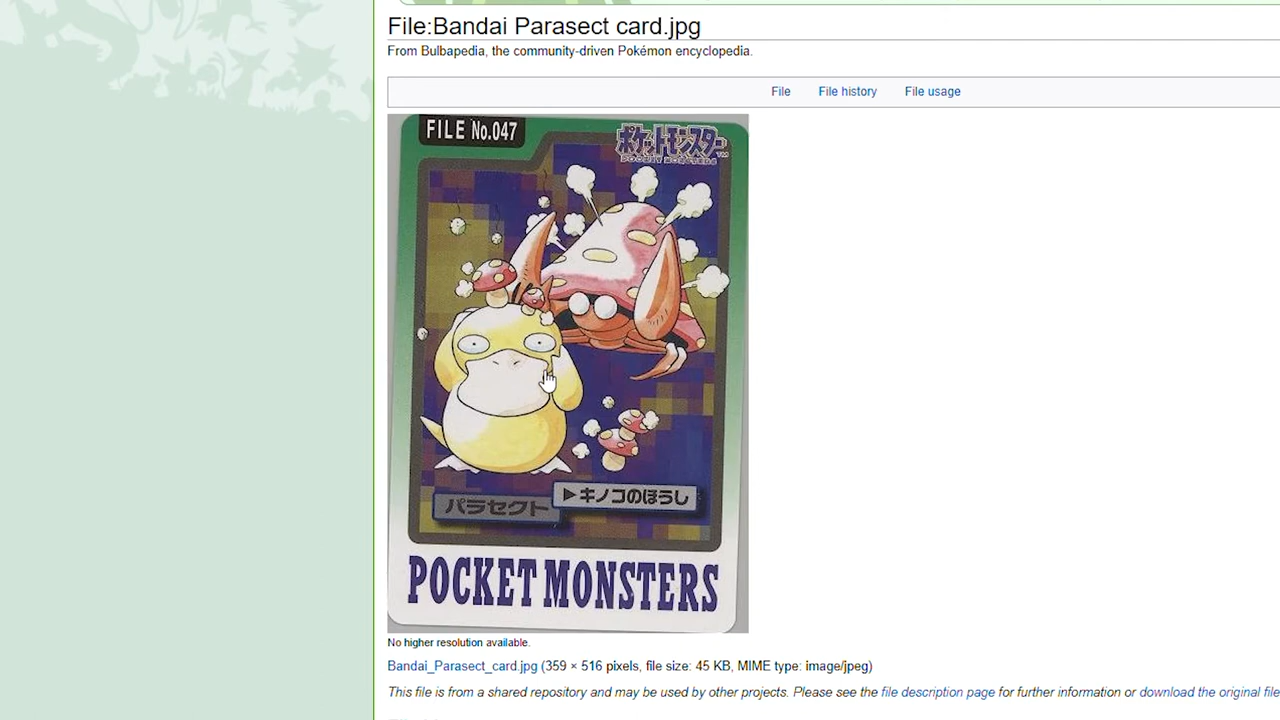 File:Bandai Parasect card.jpg
From Bulbapedia, the community-driven Pokémon encyclopedia.
File File history File usage
FILE No.047
ポケットモンスター
POCKET MONSTERS
▶キノコのほうし
パラセクト
POCKET MONSTERS
No higher resolution available.
Bandai_Parasect_card.jpg (359 × 516 pixels, file size: 45 KB, MIME type: image/jpeg)
This file is from a shared repository and may be used by other projects. Please see the file description page for further information or download the original file